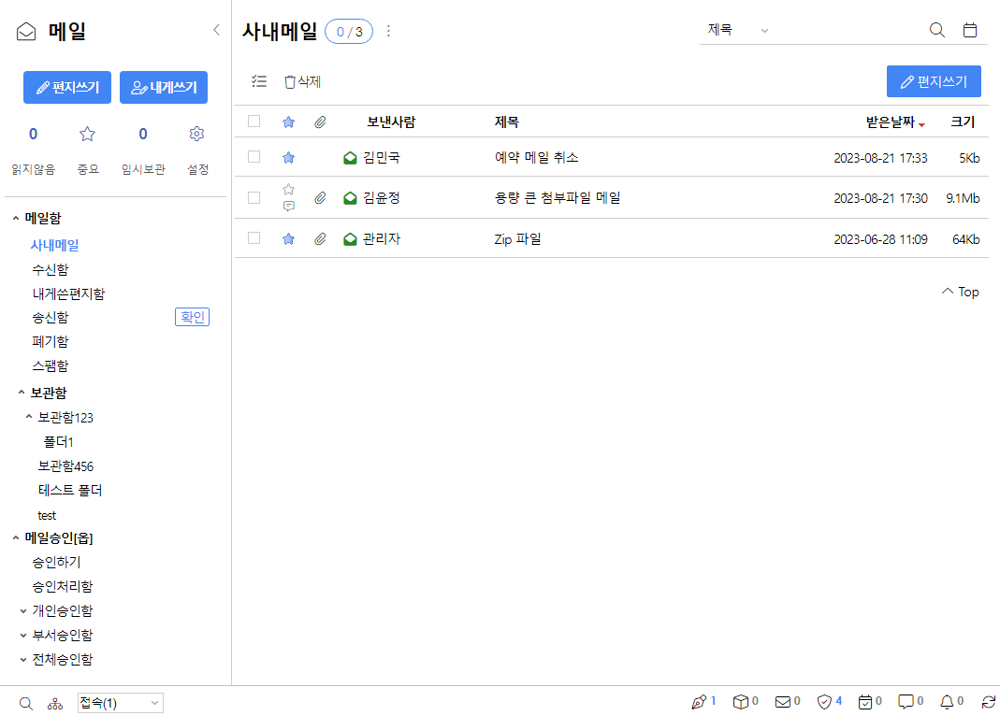 메일
편지쓰기 내게쓰기
0 0
읽지않음 중요 임시보관 설정
메일함
사내메일
수신함
내게쓴편지함
송신함 확인
폐기함
스팸함
보관함
보관함123
폴더1
보관함456
테스트 폴더
test
메일승인[옵]
승인하기
승인처리함
개인승인함
부서승인함
전체승인함
사내메일 0 / 3 제목
삭제 편지쓰기
보낸사람 제목 받은날짜 크기
김민국 예약 메일 취소 2023-08-21 17:33 5Kb
김윤정 용량 큰 첨부파일 메일 2023-08-21 17:30 9.1Mb
관리자 Zip 파일 2023-06-28 11:09 64Kb
Top
접속(1) 1 0 0 4 0 0 0